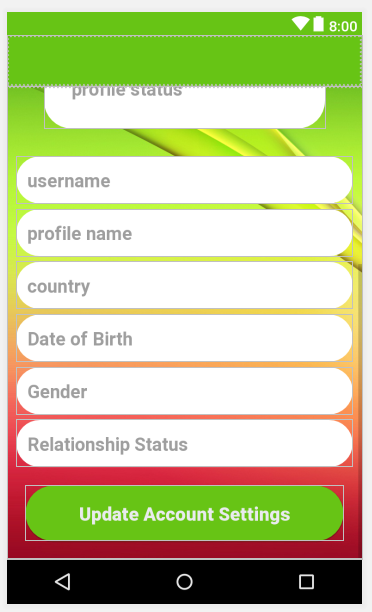 8:00
profile status
username
profile name
country
Date of Birth
Gender
Relationship Status
Update Account Settings